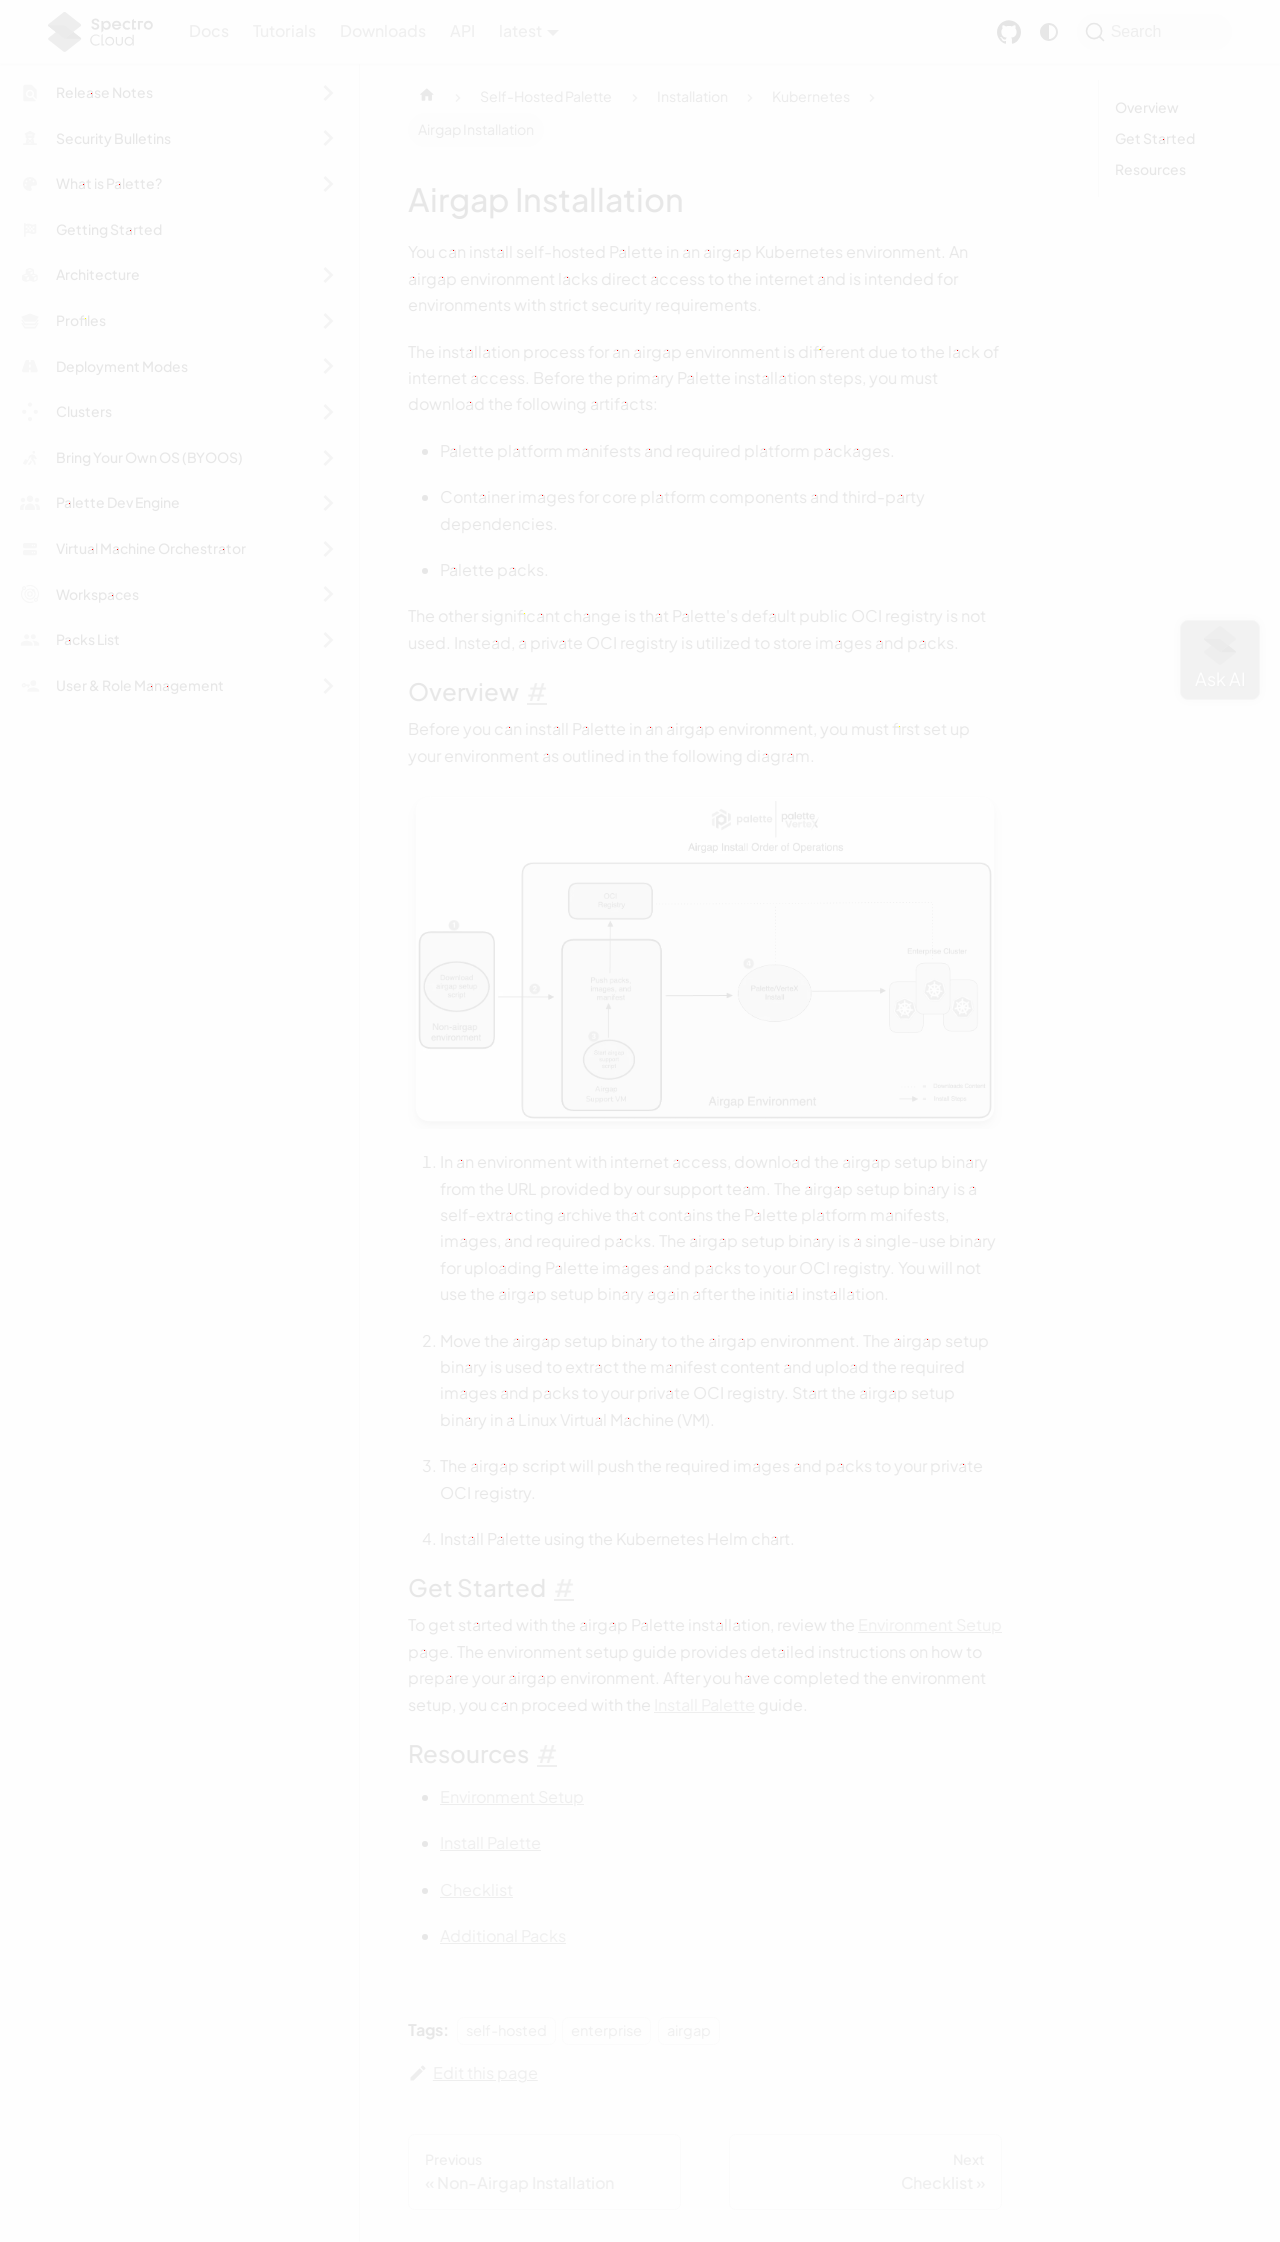 Spectro
Cloud
Docs
Tutorials
Downloads
API
latest
Search
Release Notes
Security Bulletins
What is Palette?
Getting Started
Architecture
Profiles
Deployment Modes
Clusters
Bring Your Own OS (BYOOS)
Palette Dev Engine
Virtual Machine Orchestrator
Workspaces
Packs List
User & Role Management
Self-Hosted Palette
Installation
Kubernetes
Airgap Installation
Overview
Get Started
Resources
Airgap Installation
You can install self-hosted Palette in an airgap Kubernetes environment. An
airgap environment lacks direct access to the internet and is intended for
environments with strict security requirements.
The installation process for an airgap environment is different due to the lack of
internet access. Before the primary Palette installation steps, you must
download the following artifacts:
Palette platform manifests and required platform packages.
Container images for core platform components and third-party
dependencies.
Palette packs.
The other significant change is that Palette's default public OCI registry is not
used. Instead, a private OCI registry is utilized to store images and packs.
Ask AI
Overview #
Before you can install Palette in an airgap environment, you must first set up
your environment as outlined in the following diagram.
palette
palette
VerteX
Airgap Install Order of Operations
OCI
Registry
1
Download
airgap setup
script
Non-airgap
environment
2
Push packs,
images, and
manifests
3
Airgap
Support VM
Palette/VerteX
Install
Enterprise Cluster
Airgap Environment
1. In an environment with internet access, download the airgap setup binary
from the URL provided by our support team. The airgap setup binary is a
self-extracting archive that contains the Palette platform manifests,
images, and required packs. The airgap setup binary is a single-use binary
for uploading Palette images and packs to your OCI registry. You will not
use the airgap setup binary again after the initial installation.
2. Move the airgap setup binary to the airgap environment. The airgap setup
binary is used to extract the manifest content and upload the required
images and packs to your private OCI registry. Start the airgap setup
binary in a Linux Virtual Machine (VM).
3. The airgap script will push the required images and packs to your private
OCI registry.
4. Install Palette using the Kubernetes Helm chart.
Get Started #
To get started with the airgap Palette installation, review the Environment Setup
page. The environment setup guide provides detailed instructions on how to
prepare your airgap environment. After you have completed the environment
setup, you can proceed with the Install Palette guide.
Resources #
Environment Setup
Install Palette
Checklist
Additional Packs
Tags: self-hosted enterprise airgap
Edit this page
Previous
« Non-Airgap Installation
Next
Checklist »